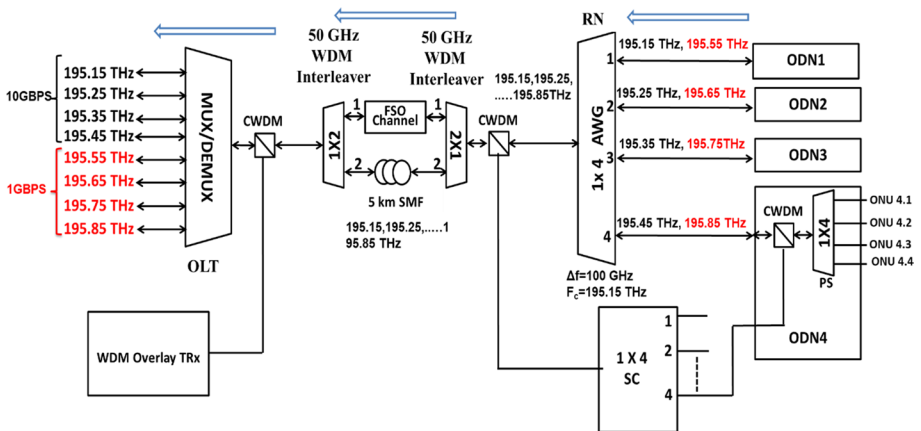 10GBPS
195.15 THz
195.25 THz
195.35 THz
195.45 THz
1GBPS
195.55 THz
195.65 THz
195.75 THz
195.85 THz
MUX/DEMUX
OLT
CWDM
WDM Overlay TRx
50 GHz
WDM
Interleaver
50 GHz
WDM
Interleaver
1X2
1
FSO
Channel
1
2
2
2X1
5 km SMF
195.15,195.25,.....1
95.85 THz
CWDM
195.15,195.25,
.....195.85THz
RN
1x 4 AWG
1
2
3
4
Δf=100 GHz
Fc=195.15 THz
195.15 THz, 195.55 THz
ODN1
195.25 THz, 195.65 THz
ODN2
195.35 THz, 195.75THz
ODN3
195.45 THz, 195.85 THz
CWDM
1X4
PS
ONU 4.1
ONU 4.2
ONU 4.3
ONU 4.4
ODN4
1 X 4
SC
1
2
4